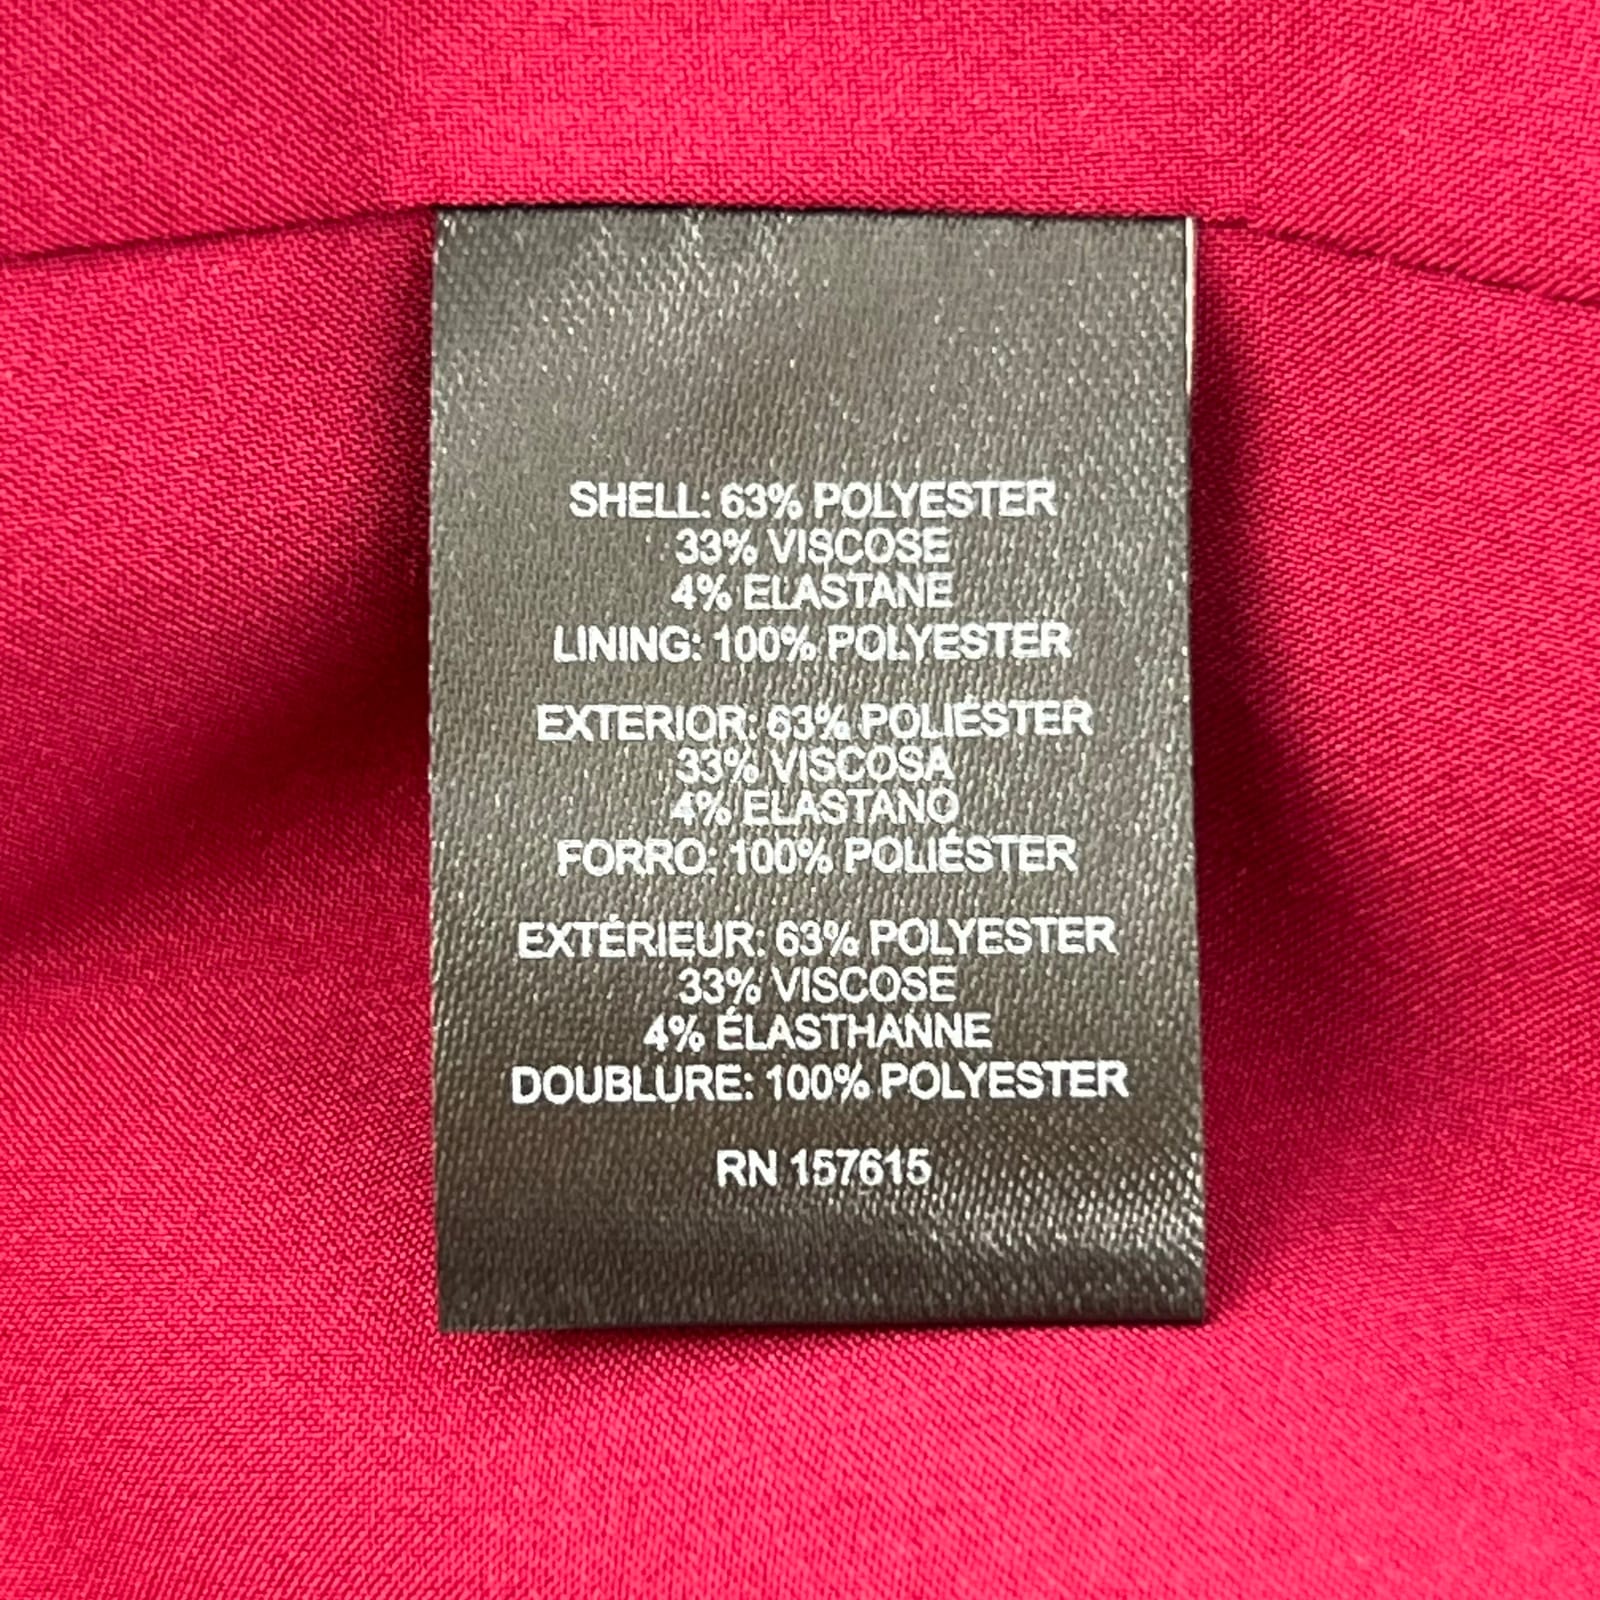 SHELL: 63% POLYESTER
33% VISCOSE
4% ELASTANE
LINING: 100% POLYESTER
EXTERIOR: 63% POLIÉSTER
33% VISCOSA
4% ELASTANO
FORRO: 100% POLIÉSTER
EXTÉRIEUR: 63% POLYESTER
33% VISCOSE
4% ÉLASTHANNE
DOUBLURE: 100% POLYESTER
RN 157615